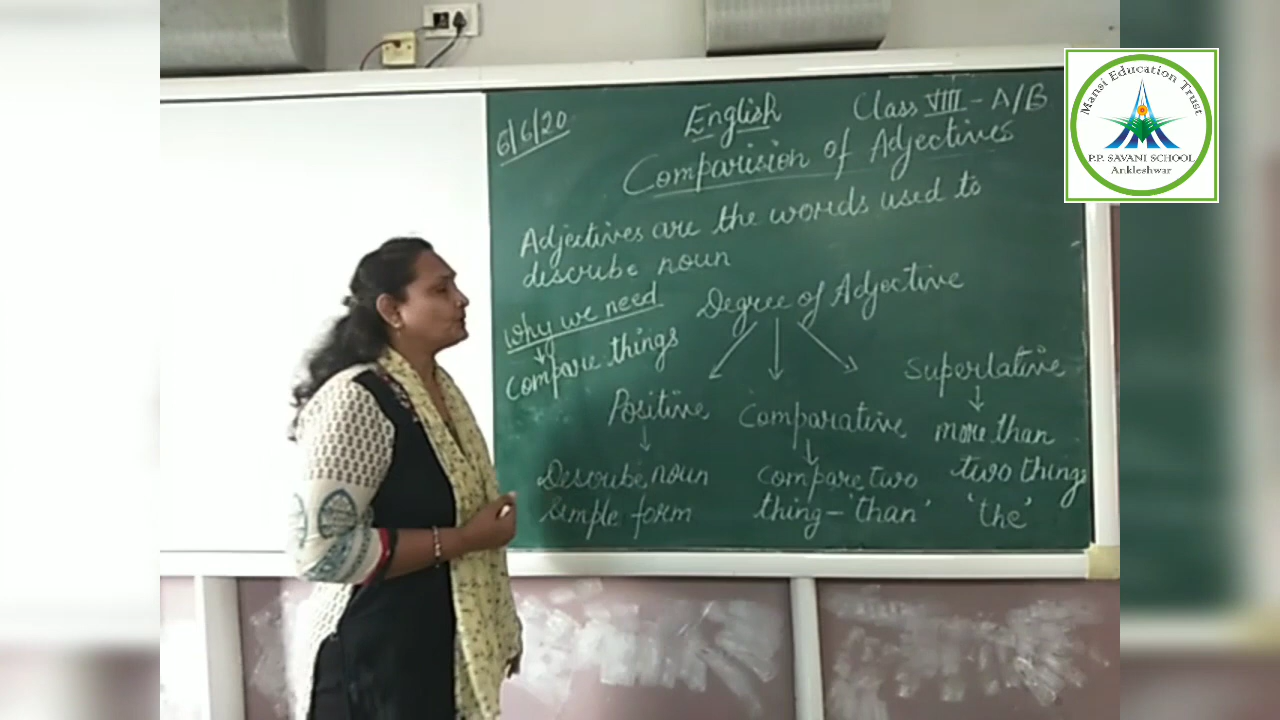 6/6/20
English
Class VIII - A/B
Comparision of Adjectives
Adjectives are the words used to
describe noun
why we need
compare things
Degree of Adjective
Positive
Describe noun
simple form
Comparative
compare two
thing - 'than'
Superlative
more than
two things
'the'
Mansi Education Trust
P.P. SAVANI SCHOOL
Ankleshwar